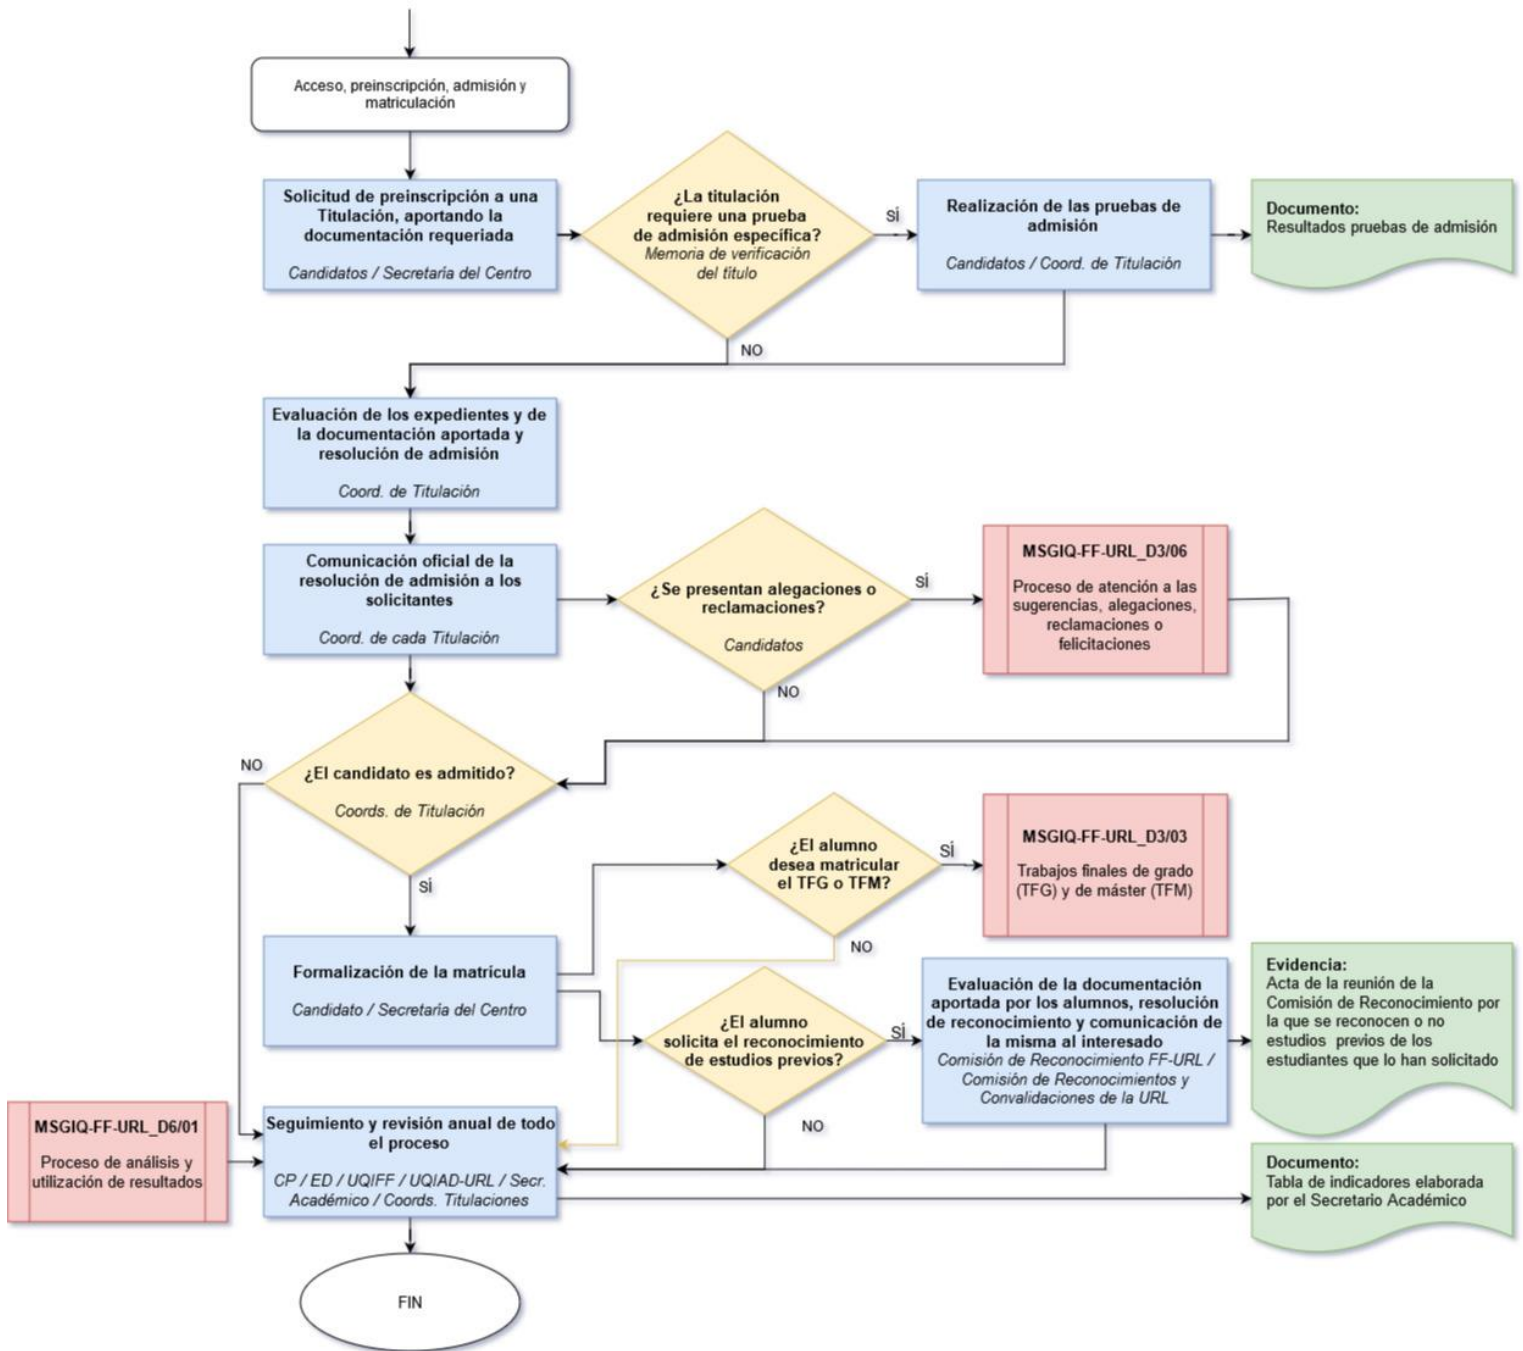 Acceso, preinscripción, admisión y
matriculación
Solicitud de preinscripción a una
Titulación, aportando la
documentación requeriada
Candidatos / Secretaría del Centro
¿La titulación
requiere una prueba
de admisión específica?
Memoria de verificación
del título
SÍ
NO
Realización de las pruebas de
admisión
Candidatos / Coord. de Titulación
Documento:
Resultados pruebas de admisión
Evaluación de los expedientes y de
la documentación aportada y
resolución de admisión
Coord. de Titulación
Comunicación oficial de la
resolución de admisión a los
solicitantes
Coord. de cada Titulación
¿Se presentan alegaciones o
reclamaciones?
Candidatos
SÍ
NO
MSGIQ-FF-URL_D3/06
Proceso de atención a las
sugerencias, alegaciones,
reclamaciones o
felicitaciones
NO
¿El candidato es admitido?
Coords. de Titulación
SÍ
¿El alumno
desea matricular
el TFG o TFM?
SÍ
NO
MSGIQ-FF-URL_D3/03
Trabajos finales de grado
(TFG) y de máster (TFM)
Formalización de la matrícula
Candidato / Secretaría del Centro
¿El alumno
solicita el reconocimiento
de estudios previos?
SÍ
NO
Evaluación de la documentación
aportada por los alumnos, resolución
de reconocimiento y comunicación de
la misma al interesado
Comisión de Reconocimiento FF-URL /
Comisión de Reconocimientos y
Convalidaciones de la URL
Evidencia:
Acta de la reunión de la
Comisión de Reconocimiento por
la que se reconocen o no
estudios previos de los
estudiantes que lo han solicitado
MSGIQ-FF-URL_D6/01
Proceso de análisis y
utilización de resultados
Seguimiento y revisión anual de todo
el proceso
CP / ED / UQIFF / UQIAD-URL / Secr.
Académico / Coords. Titulaciones
Documento:
Tabla de indicadores elaborada
por el Secretario Académico
FIN